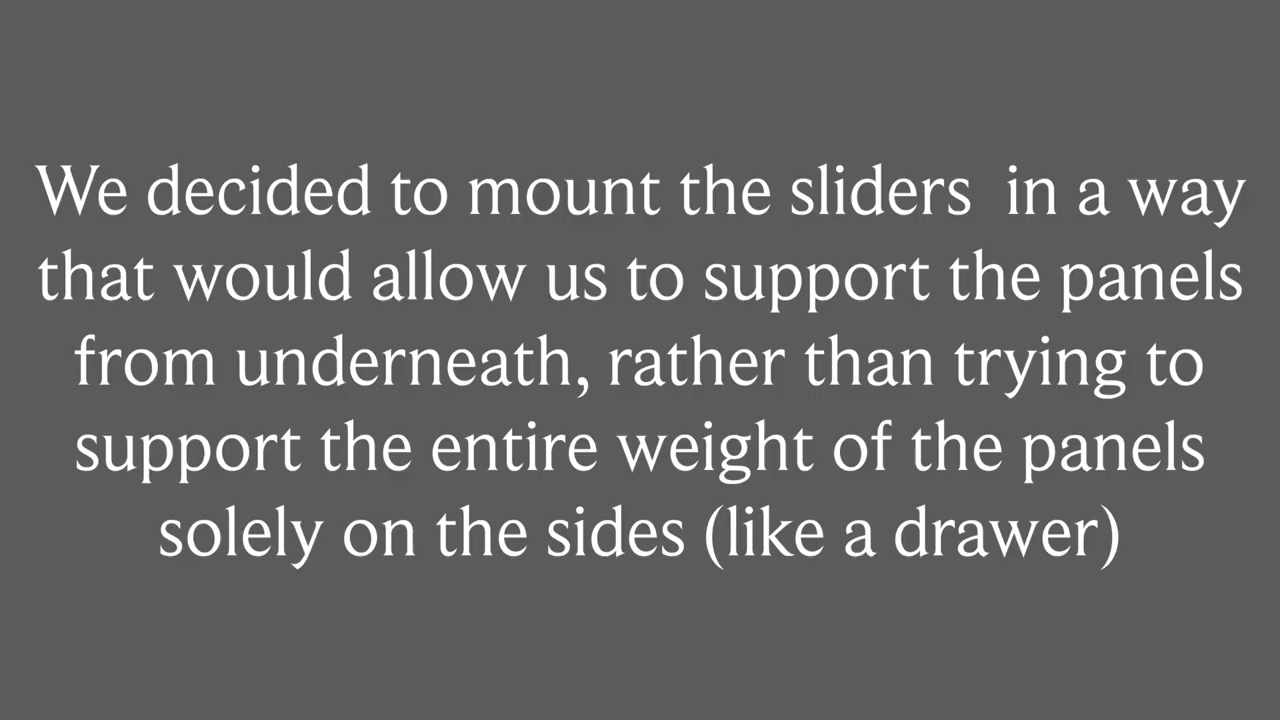 We decided to mount the sliders  in a way
that would allow us to support the panels
from underneath, rather than trying to
support the entire weight of the panels
solely on the sides (like a drawer)